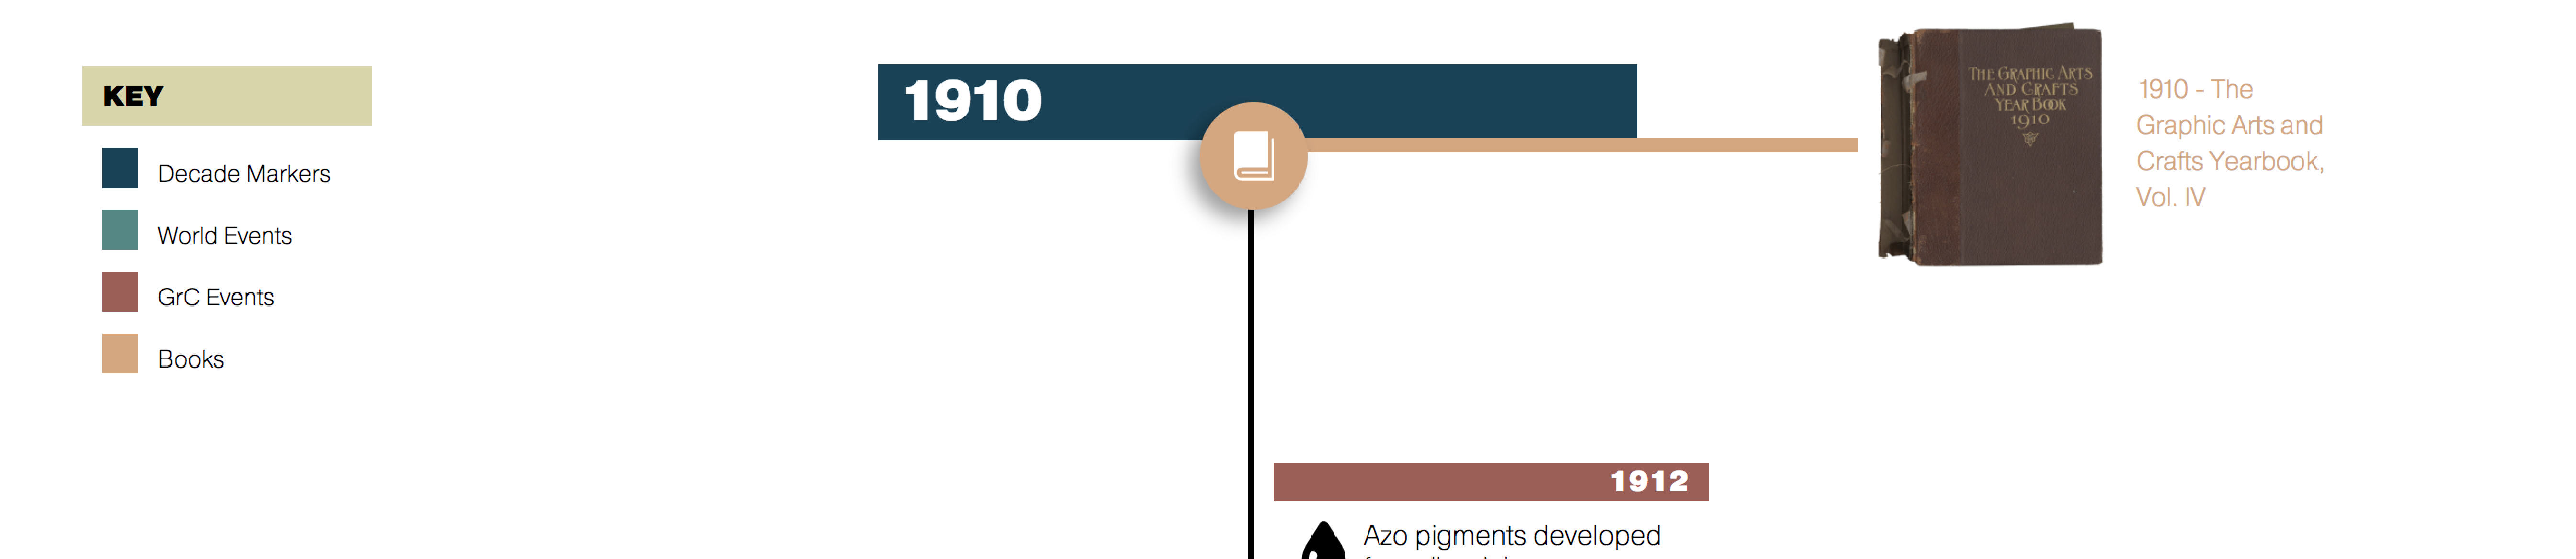 KEY
Decade Markers
World Events
GrC Events
Books
1910
THE GRAPHIC ARTS
AND CRAFTS
YEAR BOOK
1910
1910 - The
Graphic Arts and
Crafts Yearbook,
Vol. IV
1912
Azo pigments developed